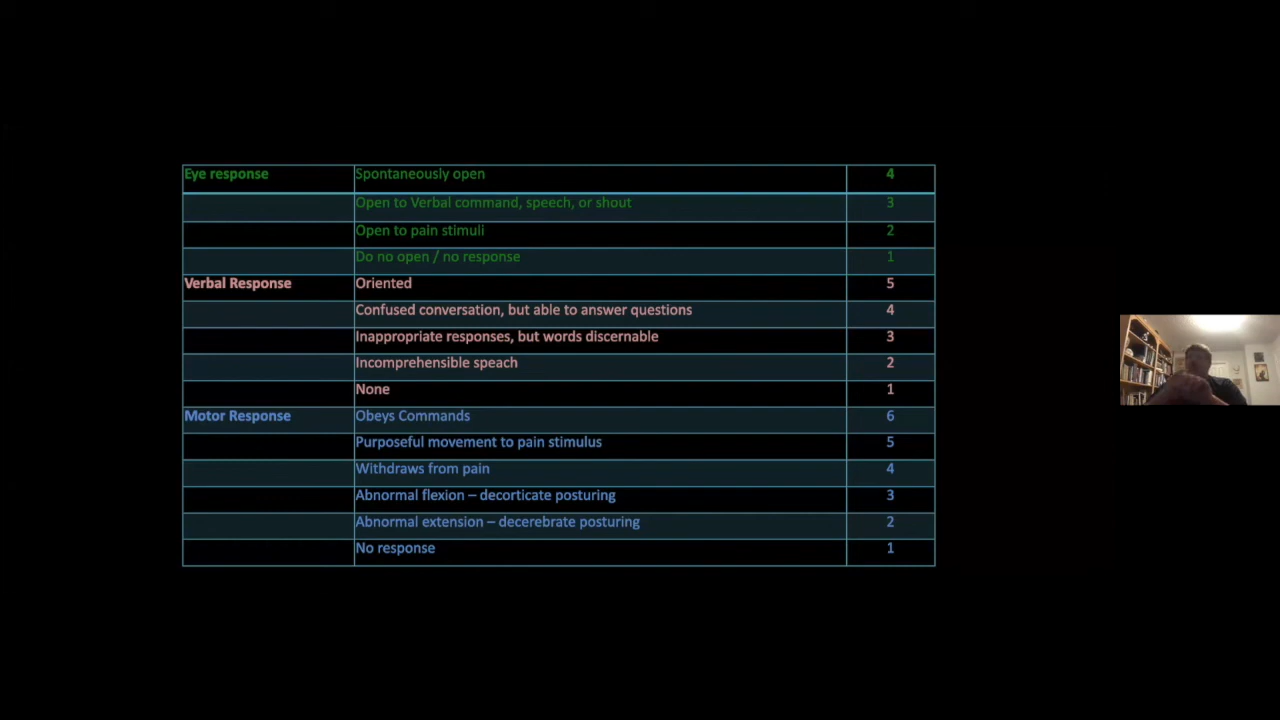 Eye response Spontaneously open 4
Open to Verbal command, speech, or shout 3
Open to pain stimuli 2
Do no open / no response 1
Verbal Response Oriented 5
Confused conversation, but able to answer questions 4
Inappropriate responses, but words discernable 3
Incomprehensible speach 2
None 1
Motor Response Obeys Commands 6
Purposeful movement to pain stimulus 5
Withdraws from pain 4
Abnormal flexion – decorticate posturing 3
Abnormal extension – decerebrate posturing 2
No response 1